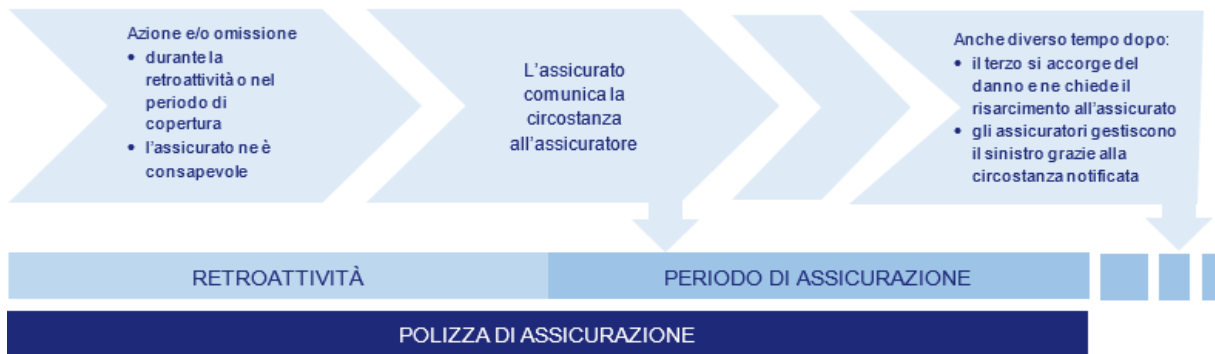 Azione e/o omissione
• durante la
retroattività o nel
periodo di
copertura
• l'assicurato ne è
consapevole
L'assicurato
comunica la
circostanza
all'assicuratore
Anche diverso tempo dopo:
• il terzo si accorge del
danno e ne chiede il
risarcimento all'assicurato
• gli assicuratori gestiscono
il sinistro grazie alla
circostanza notificata
RETROATTIVITÀ
PERIODO DI ASSICURAZIONE
POLIZZA DI ASSICURAZIONE